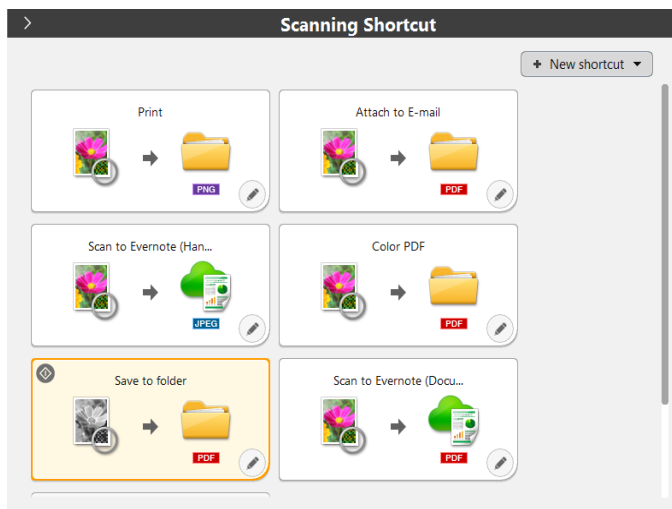 Scanning Shortcut
+ New shortcut
Print
PNG
Attach to E-mail
PDF
Scan to Evernote (Han...
JPEG
Color PDF
PDF
Save to folder
PDF
Scan to Evernote (Docu...
PDF